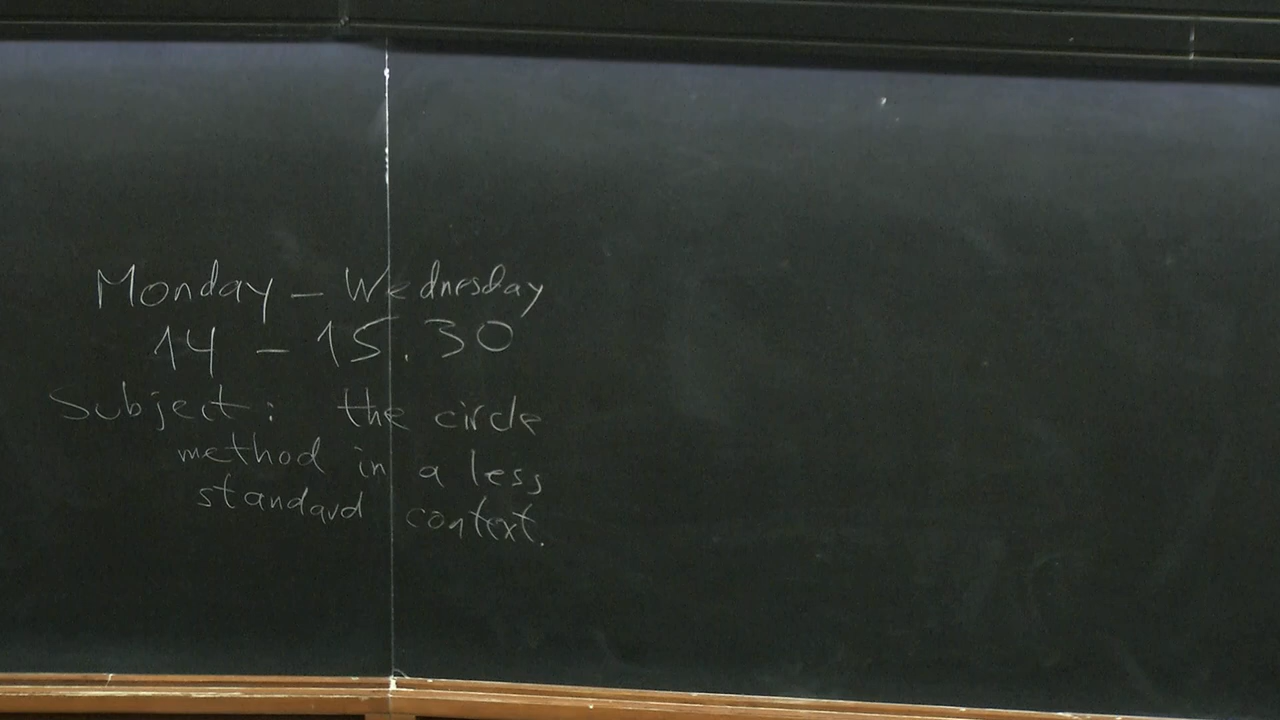 Monday – Wednesday
14 – 15.30
Subject: the circle
method in a less
standard context.